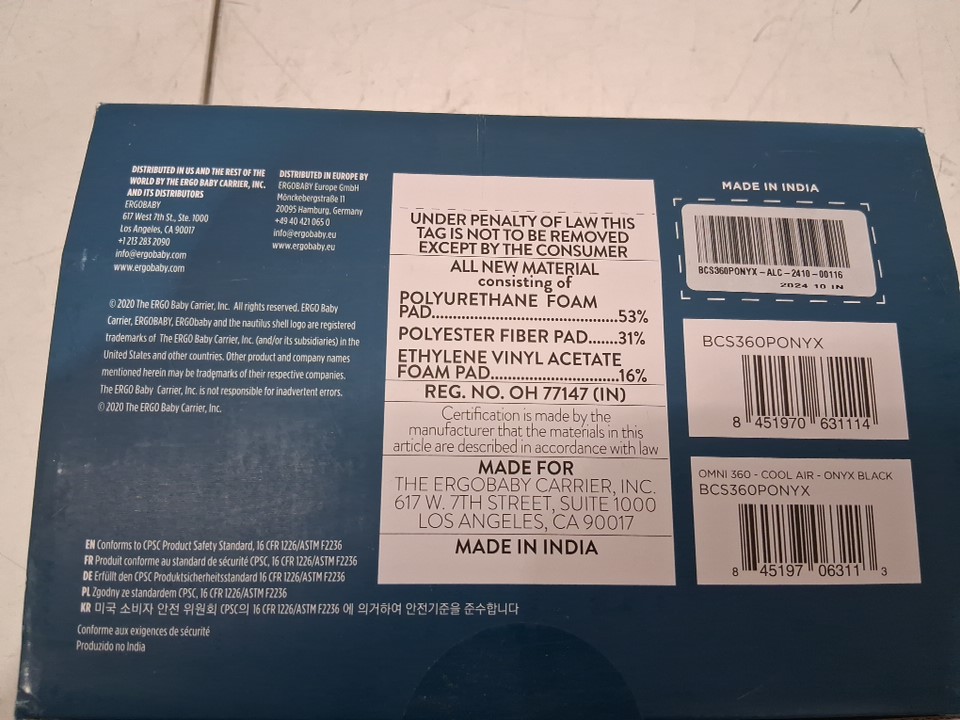 DISTRIBUTED IN US AND THE REST OF THE
WORLD BY THE ERGO BABY CARRIER, INC.
AND ITS DISTRIBUTORS
ERGOBABY
617 West 7th St., Ste. 1000
Los Angeles, CA 90017
+1 213 283 2090
info@ergobaby.com
www.ergobaby.com
DISTRIBUTED IN EUROPE BY
ERGOBABY Europe GmbH
Mönckebergstraße 11
20095 Hamburg, Germany
+49 40 421 065 0
info@ergobaby.eu
www.ergobaby.eu
© 2020 The ERGO Baby Carrier, Inc. All rights reserved. ERGO Baby
Carrier, ERGOBABY, ERGObaby and the nautilus shell logo are registered
trademarks of The ERGO Baby Carrier, Inc. (and/or its subsidiaries) in the
United States and other countries. Other product and company names
mentioned herein may be trademarks of their respective companies.
The ERGO Baby Carrier, Inc. is not responsible for inadvertent errors.
© 2020 The ERGO Baby Carrier, Inc.
EN Conforms to CPSC Product Safety Standard, 16 CFR 1226/ASTM F2236
FR Produit conforme au standard de sécurité CPSC, 16 CFR 1226/ASTM F2236
DE Erfüllt den CPSC Produktsicherheitsstandard 16 CFR 1226/ASTM F2236
PL Zgodny ze standardem CPSC, 16 CFR 1226/ASTM F2236
KR 미국 소비자 안전 위원회 CPSC의 16 CFR 1226/ASTM F2236 에 의거하여 안전기준을 준수합니다
Conforme aux exigences de sécurité
Produzido no India
UNDER PENALTY OF LAW THIS
TAG IS NOT TO BE REMOVED
EXCEPT BY THE CONSUMER
ALL NEW MATERIAL
consisting of
POLYURETHANE FOAM
PAD..............................................53%
POLYESTER FIBER PAD.......31%
ETHYLENE VINYL ACETATE
FOAM PAD..............................16%
REG. NO. OH 77147 (IN)
Certification is made by the
manufacturer that the materials in this
article are described in accordance with law
MADE FOR
THE ERGOBABY CARRIER, INC.
617 W. 7TH STREET, SUITE 1000
LOS ANGELES, CA 90017
MADE IN INDIA
MADE IN INDIA
BCS360PONYX-ALC-2410-00116
2024 10 IN
BCS360PONYX
8 451970 631114
OMNI 360 - COOL AIR - ONYX BLACK
BCS360PONYX
8 45197 06311 3